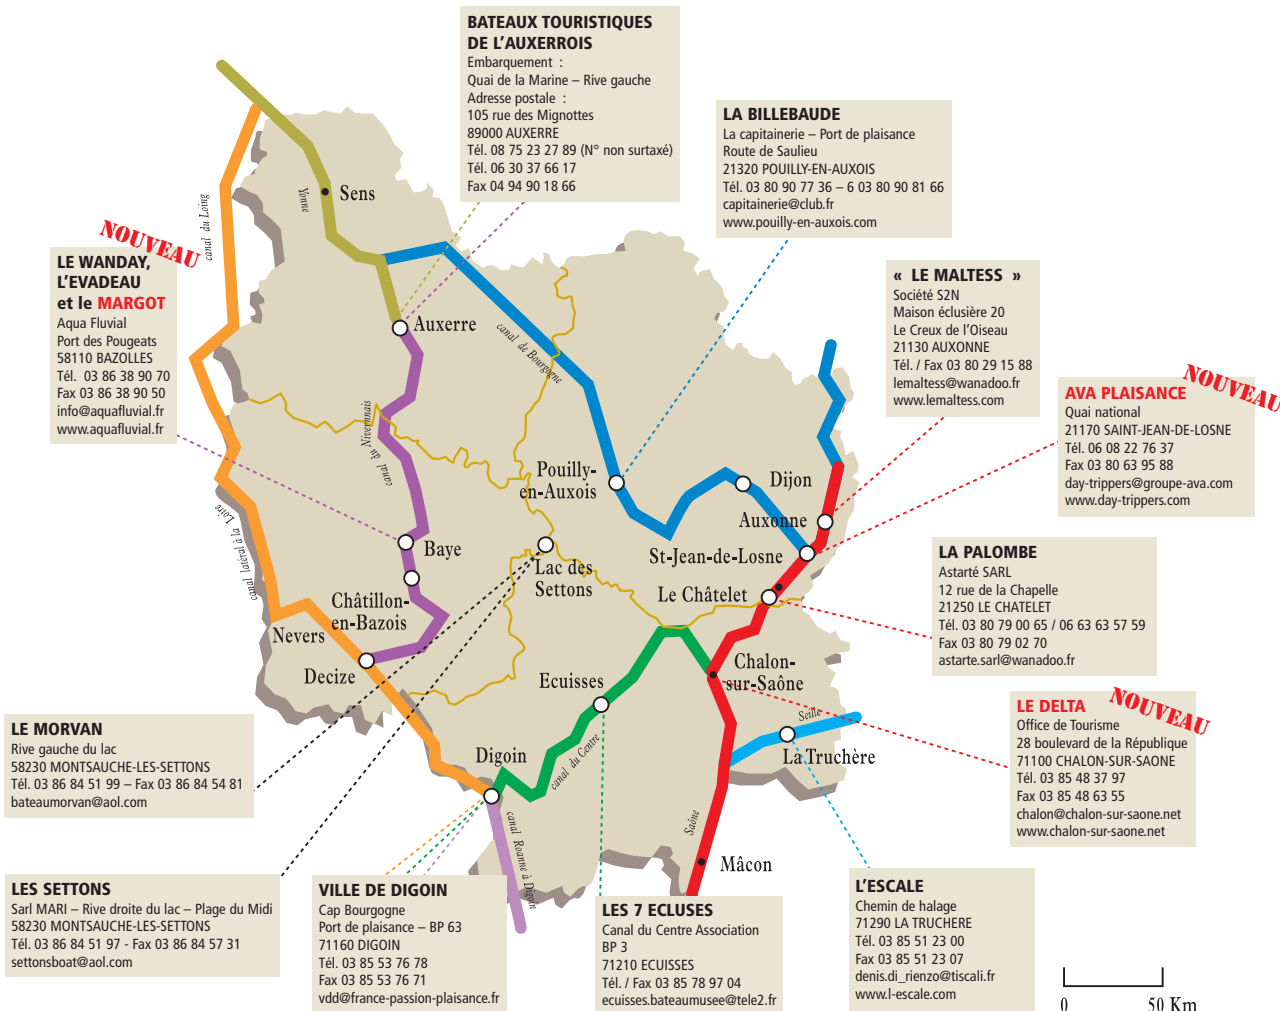 BATEAUX TOURISTIQUES
DE L'AUXERROIS
Embarquement :
Quai de la Marine – Rive gauche
Adresse postale :
105 rue des Mignottes
89000 AUXERRE
Tél. 08 75 23 27 89 (N° non surtaxé)
Tél. 06 30 37 66 17
Fax 04 94 90 18 66
LA BILLEBAUDE
La capitainerie – Port de plaisance
Route de Saulieu
21320 POUILLY-EN-AUXOIS
Tél. 03 80 90 77 36 – 6 03 80 90 81 66
capitainerie@club.fr
www.pouilly-en-auxois.com
NOUVEAU
LE WANDAY,
L'EVADEAU
et le MARGOT
Aqua Fluvial
Port des Pougeats
58110 BAZOLLES
Tél. 03 86 38 90 70
Fax 03 86 38 90 50
info@aquafluvial.fr
www.aquafluvial.fr
« LE MALTESS »
Société S2N
Maison éclusière 20
Le Creux de l'Oiseau
21130 AUXONNE
Tél. / Fax 03 80 29 15 88
lemaltess@wanadoo.fr
www.lemaltess.com
NOUVEAU
AVA PLAISANCE
Quai national
21170 SAINT-JEAN-DE-LOSNE
Tél. 06 08 22 76 37
Fax 03 80 63 95 88
day-trippers@groupe-ava.com
www.day-trippers.com
LA PALOMBE
Astarté SARL
12 rue de la Chapelle
21250 LE CHATELET
Tél. 03 80 79 00 65 / 06 63 63 57 59
Fax 03 80 79 02 70
astarte.sarl@wanadoo.fr
NOUVEAU
LE DELTA
Office de Tourisme
28 boulevard de la République
71100 CHALON-SUR-SAONE
Tél. 03 85 48 37 97
Fax 03 85 48 63 55
chalon@chalon-sur-saone.net
www.chalon-sur-saone.net
LE MORVAN
Rive gauche du lac
58230 MONTSAUCHE-LES-SETTONS
Tél. 03 86 84 51 99 – Fax 03 86 84 54 81
bateaumorvan@aol.com
LES SETTONS
Sarl MARI – Rive droite du lac – Plage du Midi
58230 MONTSAUCHE-LES-SETTONS
Tél. 03 86 84 51 97 - Fax 03 86 84 57 31
settonsboat@aol.com
VILLE DE DIGOIN
Cap Bourgogne
Port de plaisance – BP 63
71160 DIGOIN
Tél. 03 85 53 76 78
Fax 03 85 53 76 71
vdd@france-passion-plaisance.fr
LES 7 ECLUSES
Canal du Centre Association
BP 3
71210 ECUISSES
Tél. / Fax 03 85 78 97 04
ecuisses.bateaumusee@tele2.fr
L'ESCALE
Chemin de halage
71290 LA TRUCHERE
Tél. 03 85 51 23 00
Fax 03 85 51 23 07
denis.di_rienzo@tiscali.fr
www.l-escale.com
Sens
Yonne
canal du Loing
Auxerre
canal de Bourgogne
canal du Nivernnais
Pouilly-
en-Auxois
Dijon
Auxonne
St-Jean-de-Losne
Baye
Lac des
Settons
Le Châtelet
Châtillon-
en-Bazois
canal latéral à la Loire
Nevers
Decize
Ecuisses
Chalon-
sur-Saône
Seille
La Truchère
Digoin
canal du Centre
canal Roanne à Digoin
Saône
Mâcon
0 50 Km